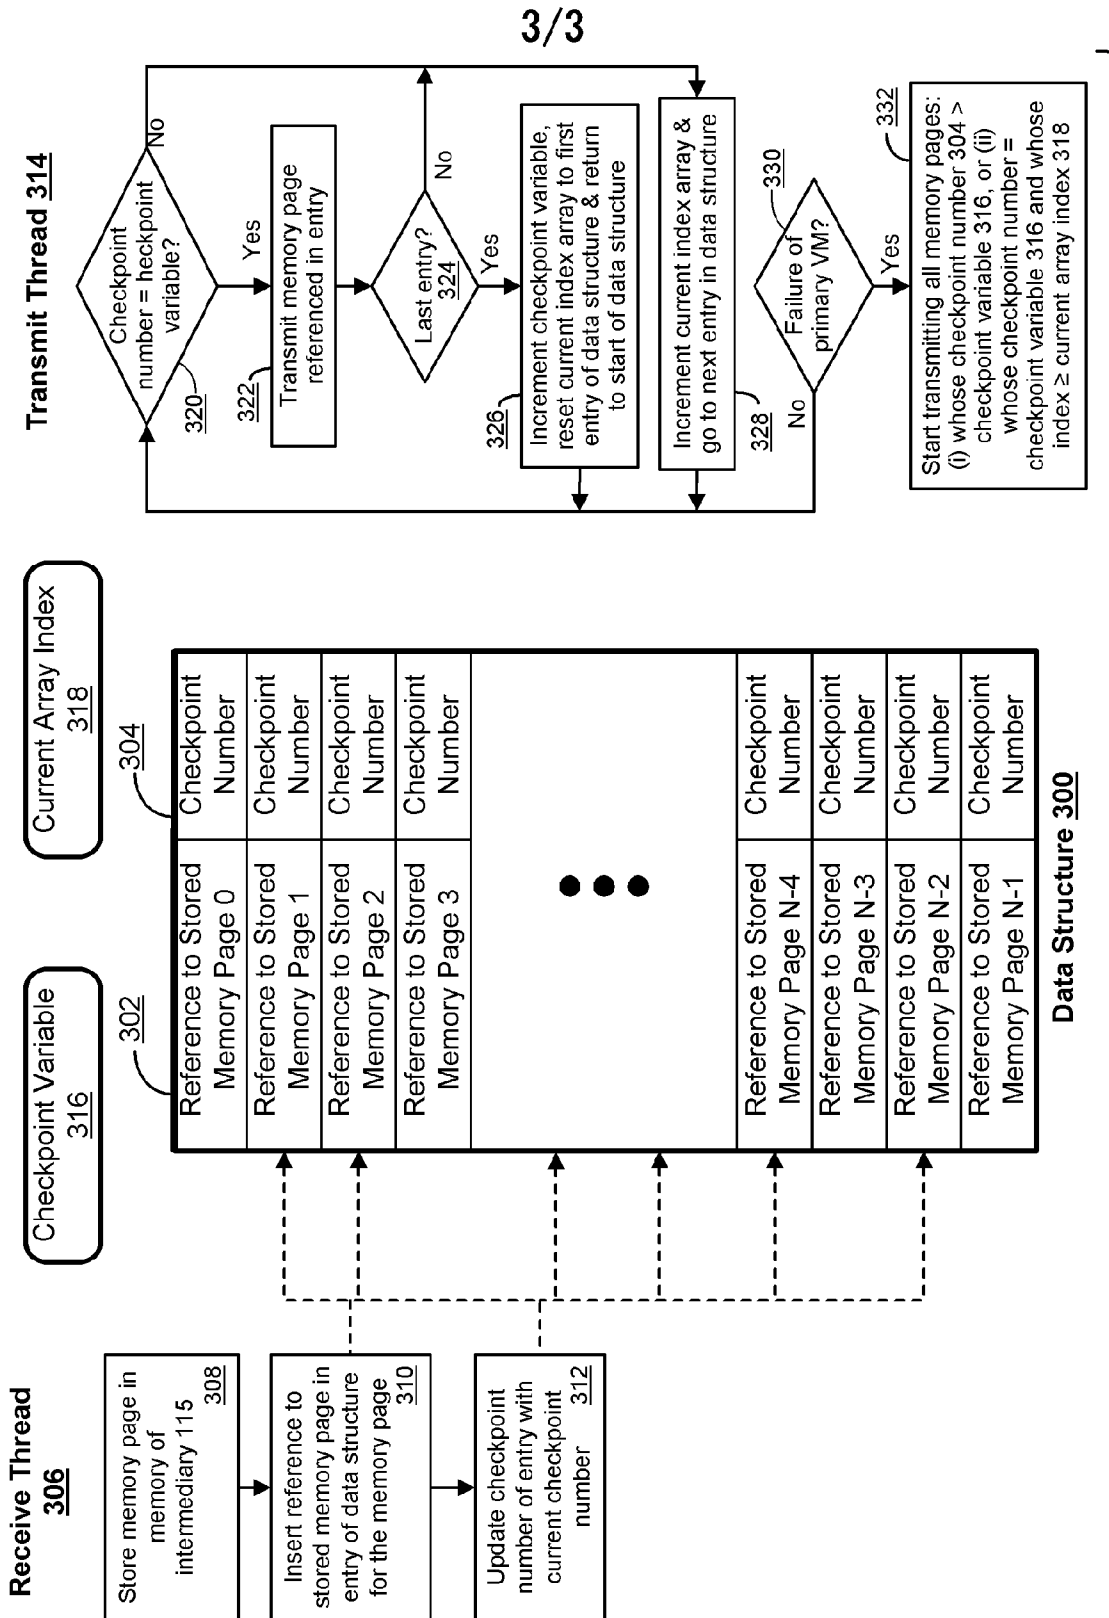 3/3
Receive Thread
306
Store memory page in
memory of
intermediary 115
308
Insert reference to
stored memory page in
entry of data structure
for the memory page
310
Update checkpoint
number of entry with
current checkpoint
number
312
Checkpoint Variable
316
Current Array Index
318
302
304
Reference to Stored
Memory Page 0
Checkpoint
Number
Reference to Stored
Memory Page 1
Checkpoint
Number
Reference to Stored
Memory Page 2
Checkpoint
Number
Reference to Stored
Memory Page 3
Checkpoint
Number
Reference to Stored
Memory Page N-4
Checkpoint
Number
Reference to Stored
Memory Page N-3
Checkpoint
Number
Reference to Stored
Memory Page N-2
Checkpoint
Number
Reference to Stored
Memory Page N-1
Checkpoint
Number
Data Structure 300
Transmit Thread 314
Checkpoint
number = heckpoint
variable?
320
No
Yes
322
Transmit memory page
referenced in entry
Last entry?
324
No
Yes
326
Increment checkpoint variable,
reset current index array to first
entry of data structure & return
to start of data structure
Increment current index array &
go to next entry in data structure
328
Failure of
primary VM?
330
No
Yes
332
Start transmitting all memory pages:
(i) whose checkpoint number 304 >
checkpoint variable 316, or (ii)
whose checkpoint number =
checkpoint variable 316 and whose
index ≥ current array index 318